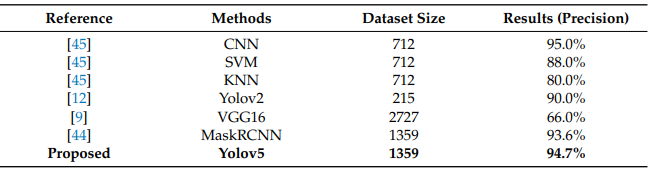 Reference Methods Dataset Size Results (Precision)
[45] CNN 712 95.0%
[45] SVM 712 88.0%
[45] KNN 712 80.0%
[12] Yolov2 215 90.0%
[9] VGG16 2727 66.0%
[44] MaskRCNN 1359 93.6%
Proposed Yolov5 1359 94.7%